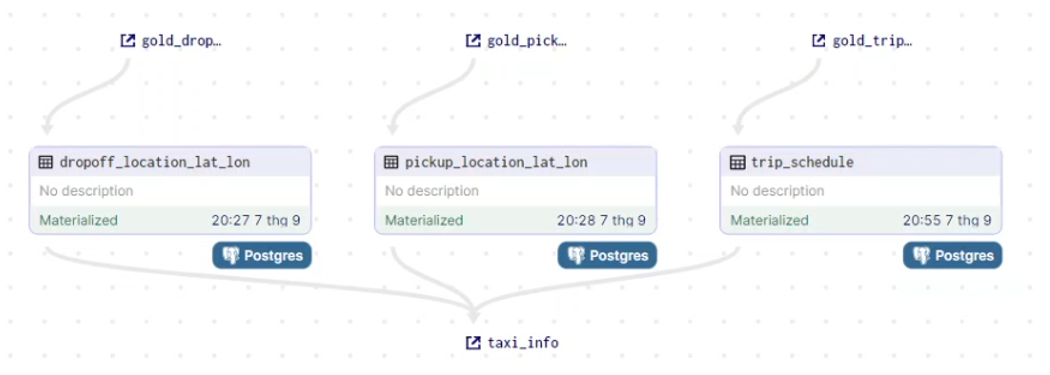 gold_drop…
gold_pick…
gold_trip…
dropoff_location_lat_lon
No description
Materialized 20:27 7 thg 9
Postgres
pickup_location_lat_lon
No description
Materialized 20:28 7 thg 9
Postgres
trip_schedule
No description
Materialized 20:55 7 thg 9
Postgres
taxi_info